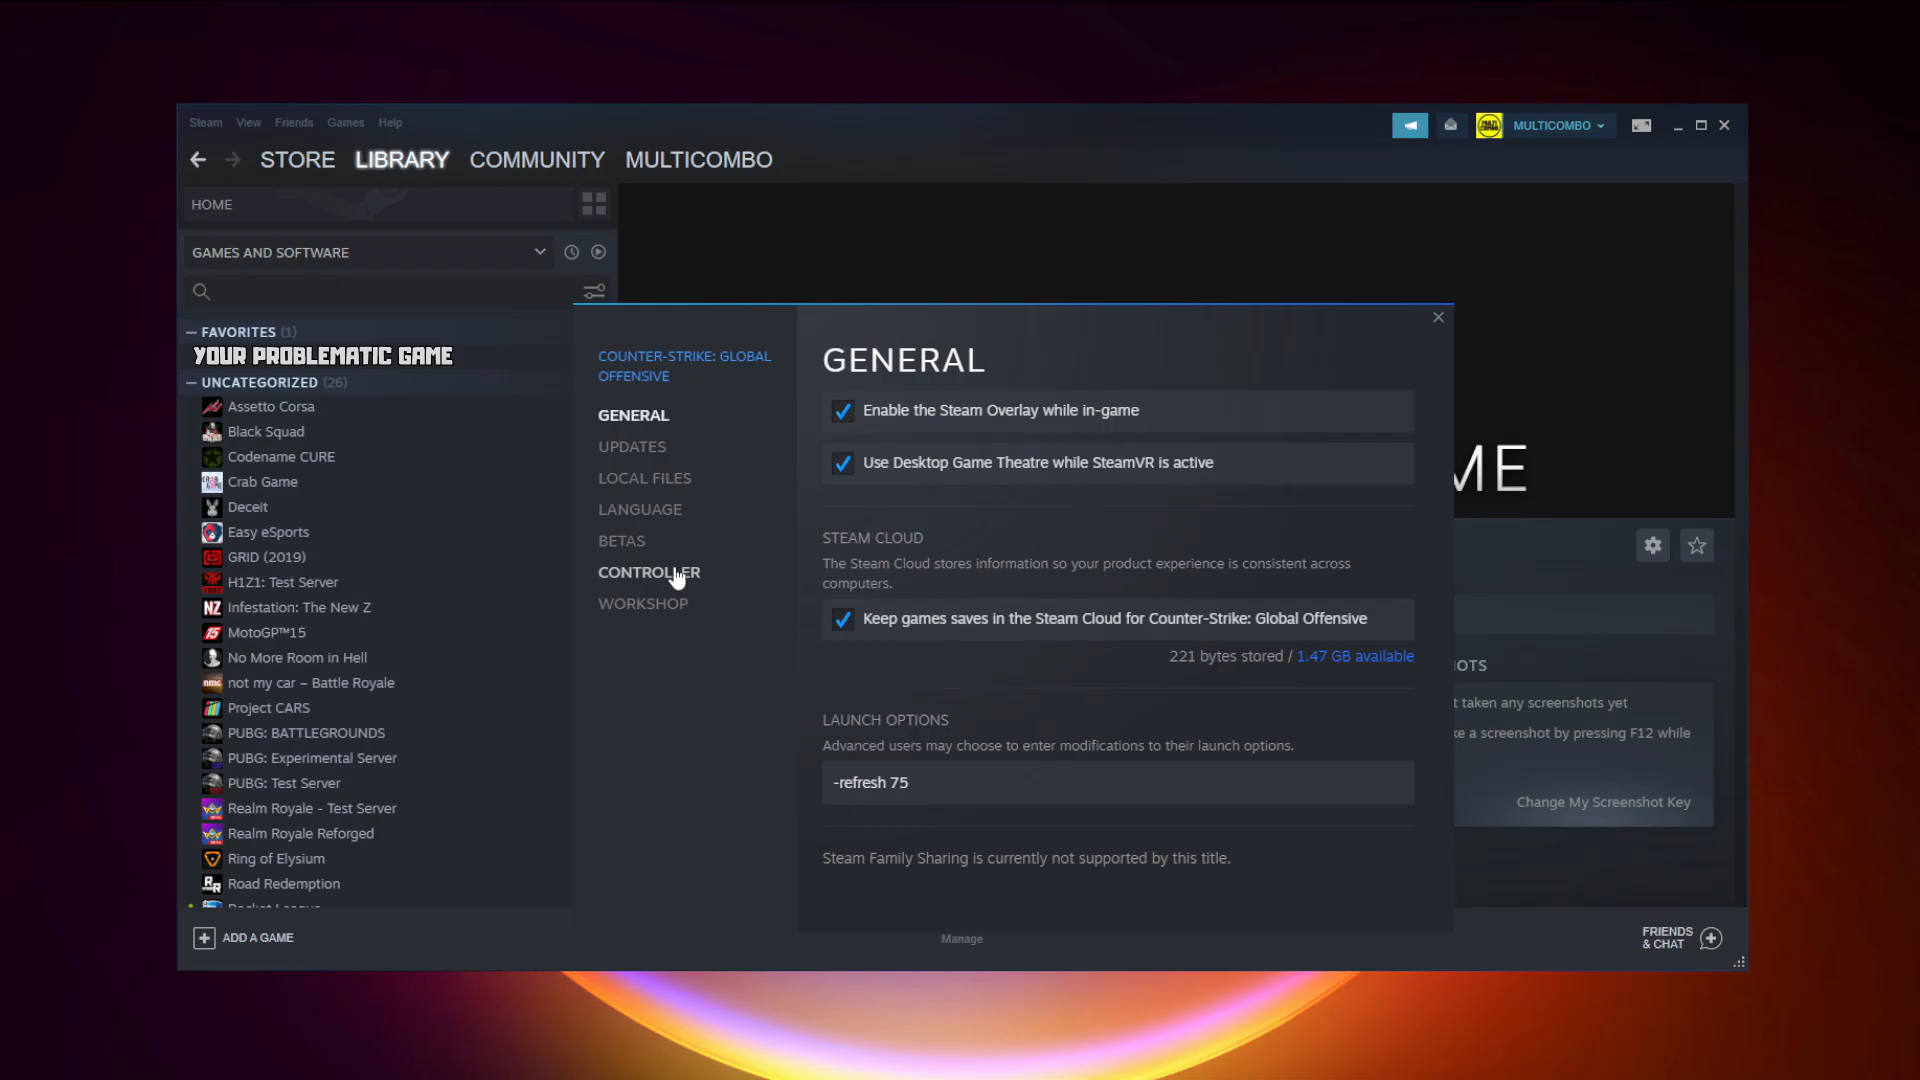 Steam View Friends Games Help
MULTICOMBO
STORE LIBRARY COMMUNITY MULTICOMBO
HOME
GAMES AND SOFTWARE
— FAVORITES (1)
YOUR PROBLEMATIC GAME
— UNCATEGORIZED (26)
Assetto Corsa
Black Squad
Codename CURE
Crab Game
Deceit
Easy eSports
GRID (2019)
H1Z1: Test Server
Infestation: The New Z
MotoGP™15
No More Room in Hell
not my car – Battle Royale
Project CARS
PUBG: BATTLEGROUNDS
PUBG: Experimental Server
PUBG: Test Server
Realm Royale - Test Server
Realm Royale Reforged
Ring of Elysium
Road Redemption
ADD A GAME
COUNTER-STRIKE: GLOBAL
OFFENSIVE
GENERAL
UPDATES
LOCAL FILES
LANGUAGE
BETAS
CONTROLLER
WORKSHOP
GENERAL
Enable the Steam Overlay while in-game
Use Desktop Game Theatre while SteamVR is active
STEAM CLOUD
The Steam Cloud stores information so your product experience is consistent across
computers.
Keep games saves in the Steam Cloud for Counter-Strike: Global Offensive
221 bytes stored / 1.47 GB available
LAUNCH OPTIONS
Advanced users may choose to enter modifications to their launch options.
-refresh 75
Steam Family Sharing is currently not supported by this title.
Manage
ME
OTS
t taken any screenshots yet
ke a screenshot by pressing F12 while
Change My Screenshot Key
FRIENDS
& CHAT